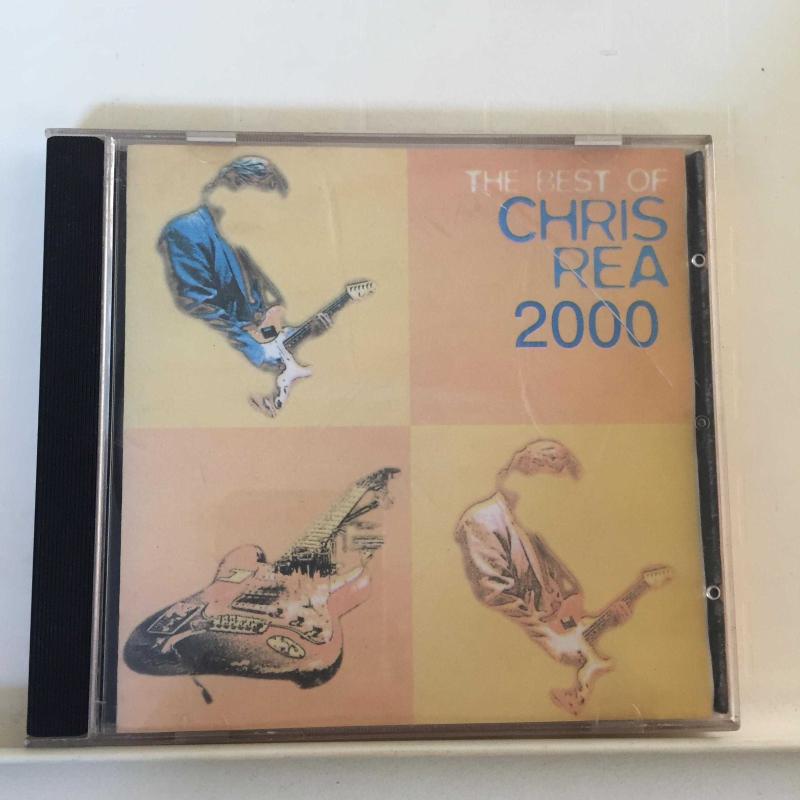 THE BEST OF
CHRIS
REA
2000